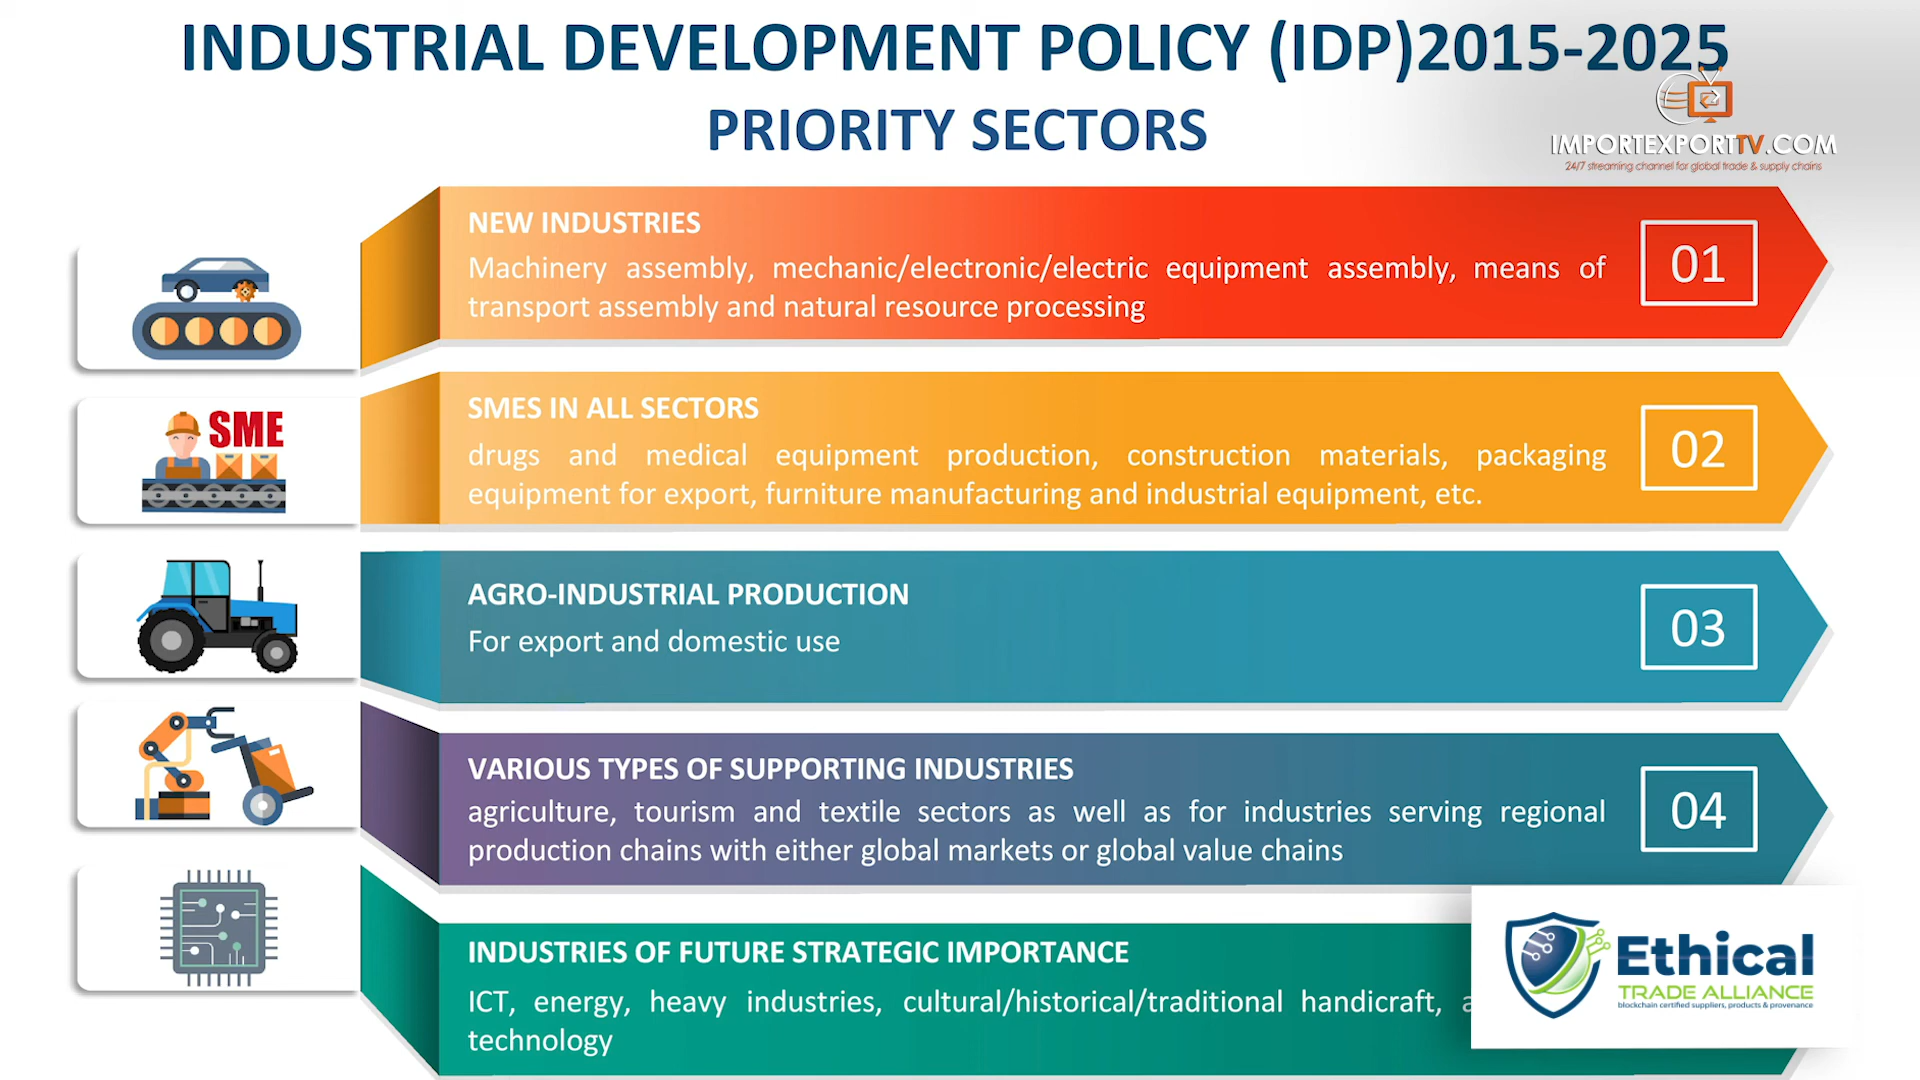 INDUSTRIAL DEVELOPMENT POLICY (IDP)2015-2025
PRIORITY SECTORS
IMPORTEXPORTTV.COM
24/7 streaming channel for global trade & supply chains
NEW INDUSTRIES
Machinery assembly, mechanic/electronic/electric equipment assembly, means of
transport assembly and natural resource processing
01
SME
SMES IN ALL SECTORS
drugs and medical equipment production, construction materials, packaging
equipment for export, furniture manufacturing and industrial equipment, etc.
02
AGRO-INDUSTRIAL PRODUCTION
For export and domestic use
03
VARIOUS TYPES OF SUPPORTING INDUSTRIES
agriculture, tourism and textile sectors as well as for industries serving regional
production chains with either global markets or global value chains
04
INDUSTRIES OF FUTURE STRATEGIC IMPORTANCE
ICT, energy, heavy industries, cultural/historical/traditional handicraft,
technology
Ethical
TRADE ALLIANCE
blockchain certified suppliers, products & provenance